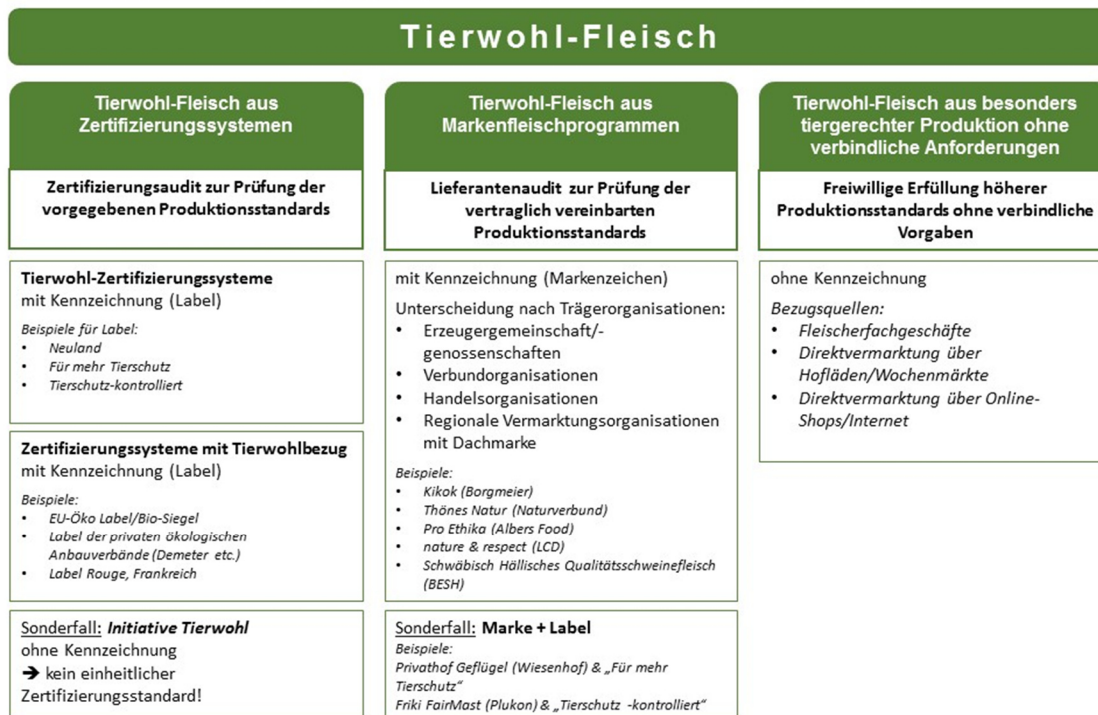 Tierwohl-Fleisch
Tierwohl-Fleisch aus
Zertifizierungssystemen
Zertifizierungsaudit zur Prüfung der
vorgegebenen Produktionsstandards
Tierwohl-Zertifizierungssysteme
mit Kennzeichnung (Label)
Beispiele für Label:
• Neuland
• Für mehr Tierschutz
• Tierschutz-kontrolliert
Zertifizierungssysteme mit Tierwohlbezug
mit Kennzeichnung (Label)
Beispiele:
• EU-Öko Label/Bio-Siegel
• Label der privaten ökologischen
Anbauverbände (Demeter etc.)
• Label Rouge, Frankreich
Sonderfall: Initiative Tierwohl
ohne Kennzeichnung
➔ kein einheitlicher
Zertifizierungsstandard!
Tierwohl-Fleisch aus
Markenfleischprogrammen
Lieferantenaudit zur Prüfung der
vertraglich vereinbarten
Produktionsstandards
mit Kennzeichnung (Markenzeichen)
Unterscheidung nach Trägerorganisationen:
• Erzeugergemeinschaft/-
genossenschaften
• Verbundorganisationen
• Handelsorganisationen
• Regionale Vermarktungsorganisationen
mit Dachmarke
Beispiele:
• Kikok (Borgmeier)
• Thönes Natur (Naturverbund)
• Pro Ethika (Albers Food)
• nature & respect (LCD)
• Schwäbisch Hällisches Qualitätsschweinefleisch
(BESH)
Sonderfall: Marke + Label
Beispiele:
Privathof Geflügel (Wiesenhof) & „Für mehr
Tierschutz“
Friki FairMast (Plukon) & „Tierschutz -kontrolliert“
Tierwohl-Fleisch aus besonders
tiergerechter Produktion ohne
verbindliche Anforderungen
Freiwillige Erfüllung höherer
Produktionsstandards ohne verbindliche
Vorgaben
ohne Kennzeichnung
Bezugsquellen:
• Fleischerfachgeschäfte
• Direktvermarktung über
Hofläden/Wochenmärkte
• Direktvermarktung über Online-
Shops/Internet